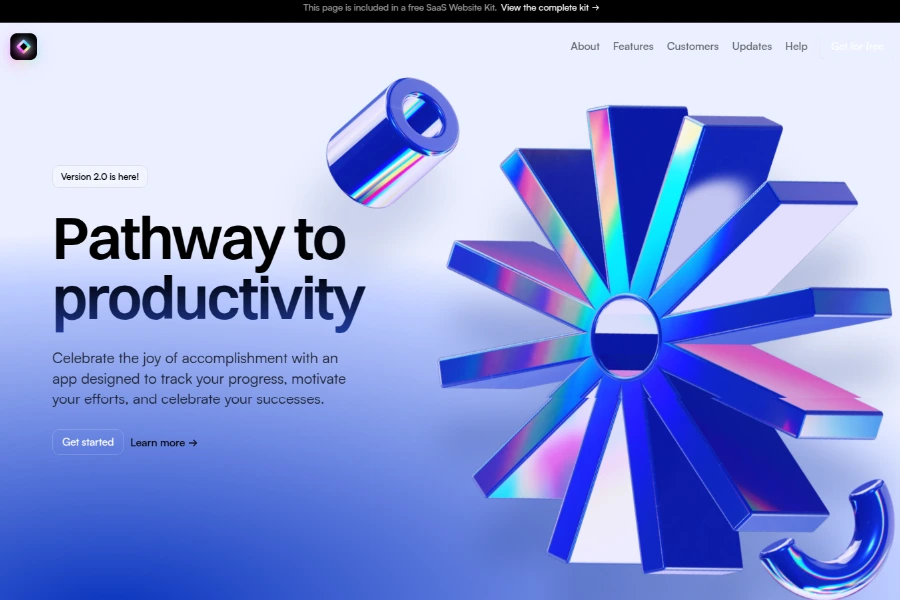 This page is included in a free SaaS Website Kit. View the complete kit →
About Features Customers Updates Help Get for free
Version 2.0 is here!
Pathway to
productivity
Celebrate the joy of accomplishment with an
app designed to track your progress, motivate
your efforts, and celebrate your successes.
Get started Learn more →